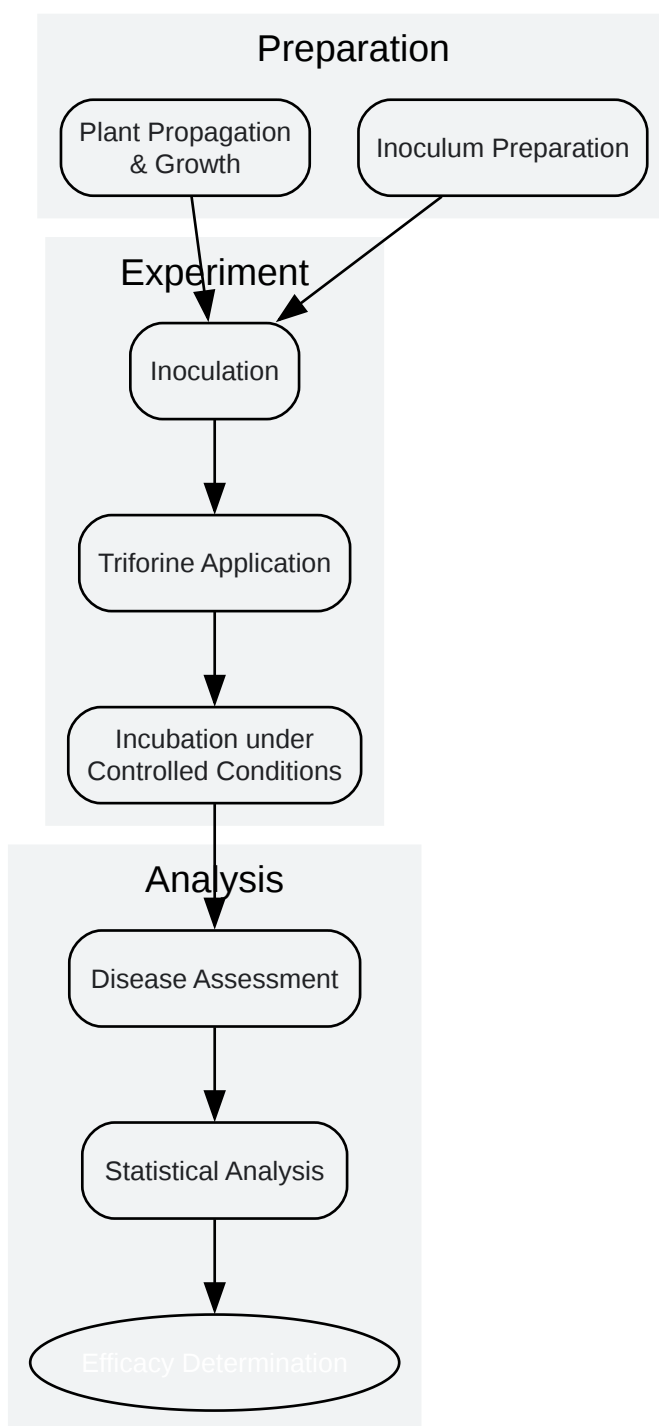 Preparation
Plant Propagation
& Growth
Inoculum Preparation
Experiment
Inoculation
Triforine Application
Incubation under
Controlled Conditions
Analysis
Disease Assessment
Statistical Analysis
Efficacy Determination